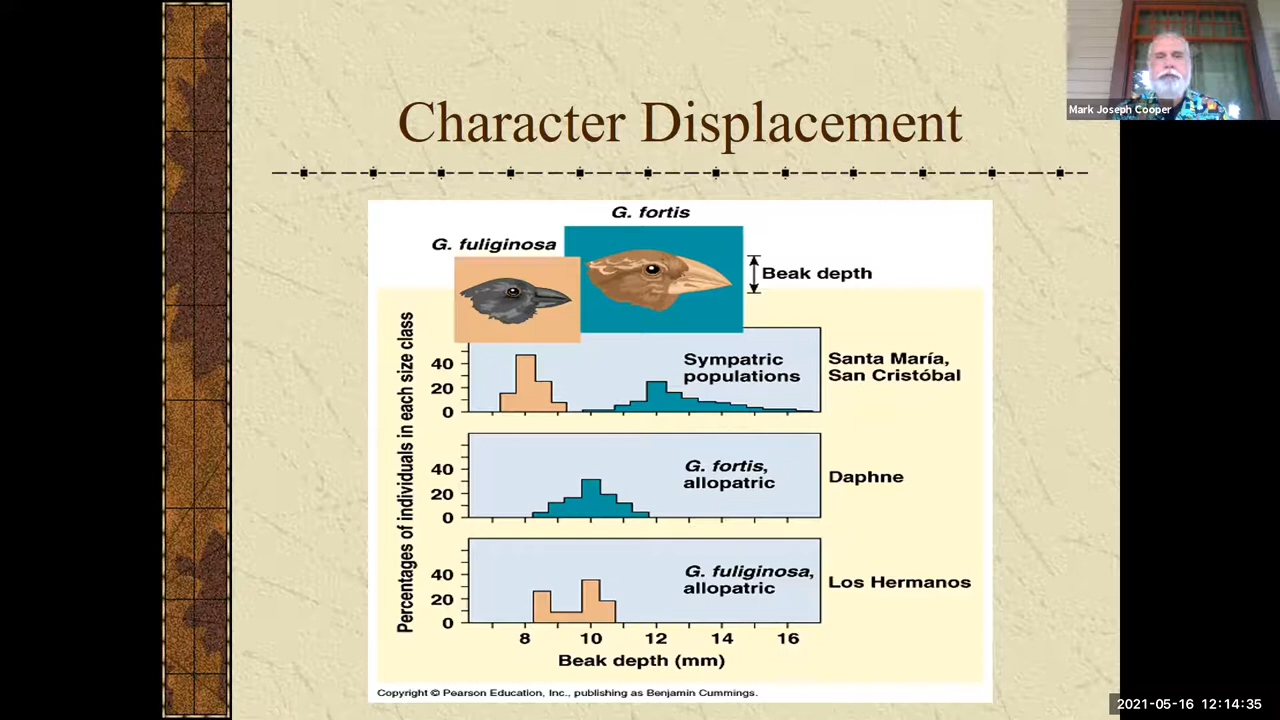 Mark Joseph Cooper
Character Displacement
G. fortis
G. fuliginosa
Beak depth
Percentages of individuals in each size class
40
20
0
Sympatric
populations
Santa María,
San Cristóbal
40
20
0
G. fortis,
allopatric
Daphne
40
20
0
G. fuliginosa,
allopatric
Los Hermanos
8 10 12 14 16
Beak depth (mm)
Copyright © Pearson Education, Inc., publishing as Benjamin Cummings.
2021-05-16 12:14:35